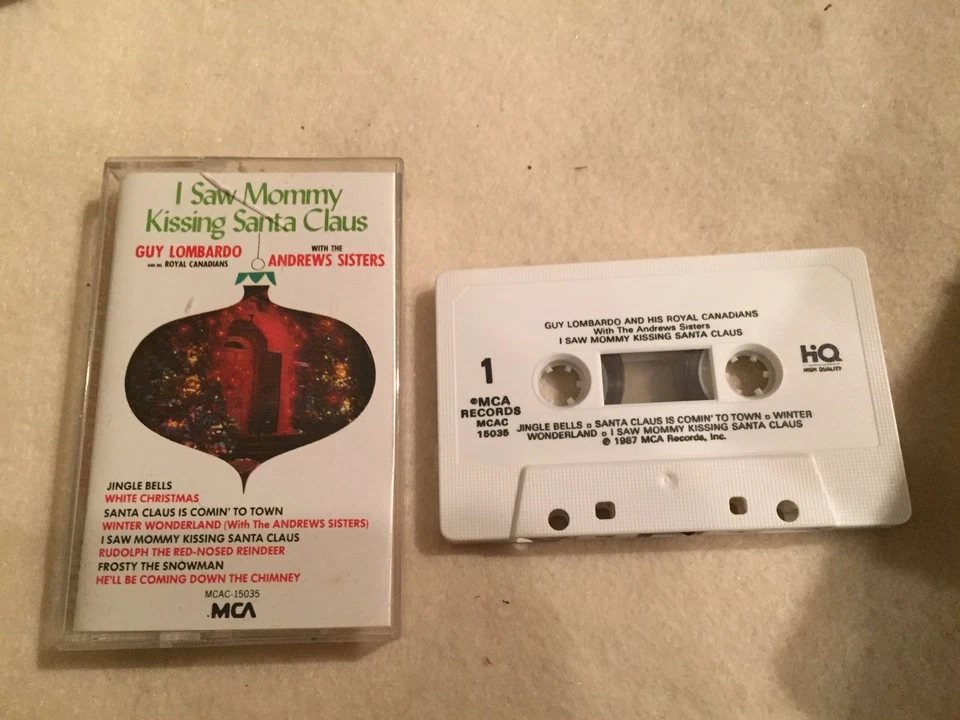 I Saw Mommy
Kissing Santa Claus
GUY LOMBARDO
AND HIS ROYAL CANADIANS
WITH THE
ANDREWS SISTERS
JINGLE BELLS
WHITE CHRISTMAS
SANTA CLAUS IS COMIN' TO TOWN
WINTER WONDERLAND (With The ANDREWS SISTERS)
I SAW MOMMY KISSING SANTA CLAUS
RUDOLPH THE RED-NOSED REINDEER
FROSTY THE SNOWMAN
HE'LL BE COMING DOWN THE CHIMNEY
MCAC-15035
MCA
GUY LOMBARDO AND HIS ROYAL CANADIANS
With The Andrews Sisters
I SAW MOMMY KISSING SANTA CLAUS
1
HiQ
HIGH QUALITY
℗MCA
RECORDS
MCAC
15035
JINGLE BELLS ▫ SANTA CLAUS IS COMIN' TO TOWN ▫ WINTER
WONDERLAND ▫ I SAW MOMMY KISSING SANTA CLAUS
℗ 1987 MCA Records, Inc.